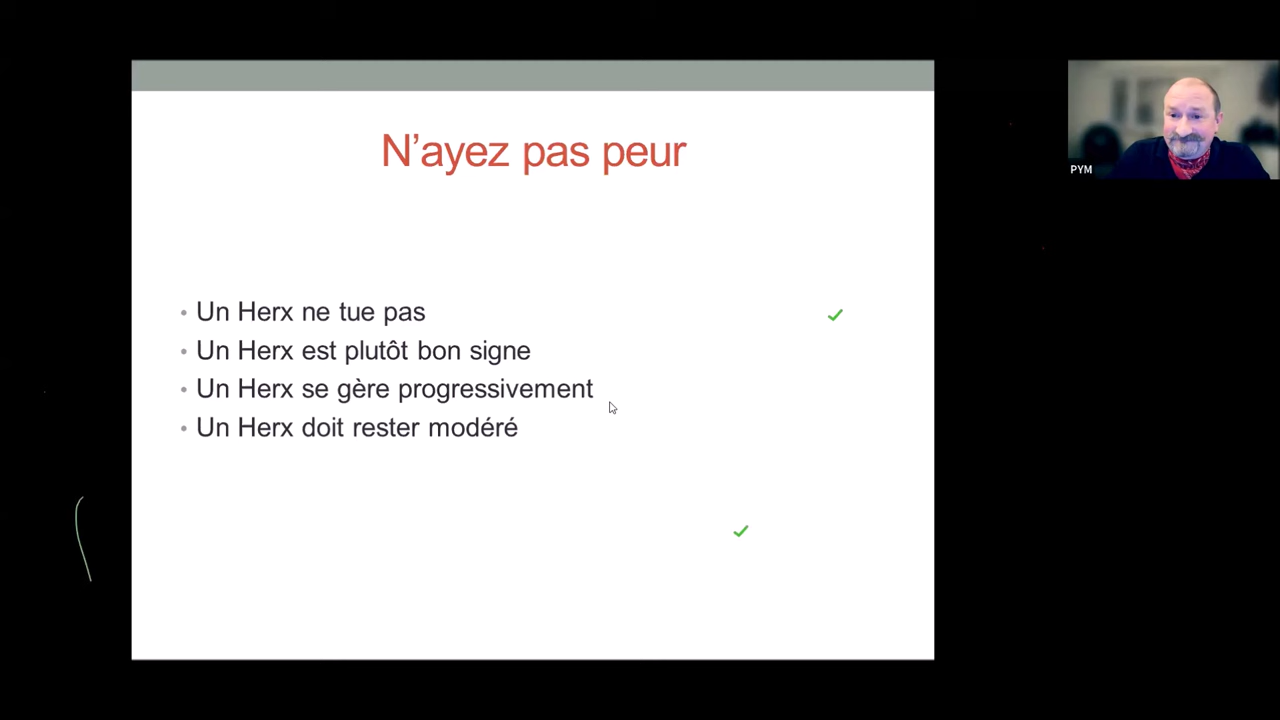 N’ayez pas peur
PYM
• Un Herx ne tue pas
• Un Herx est plutôt bon signe
• Un Herx se gère progressivement
• Un Herx doit rester modéré